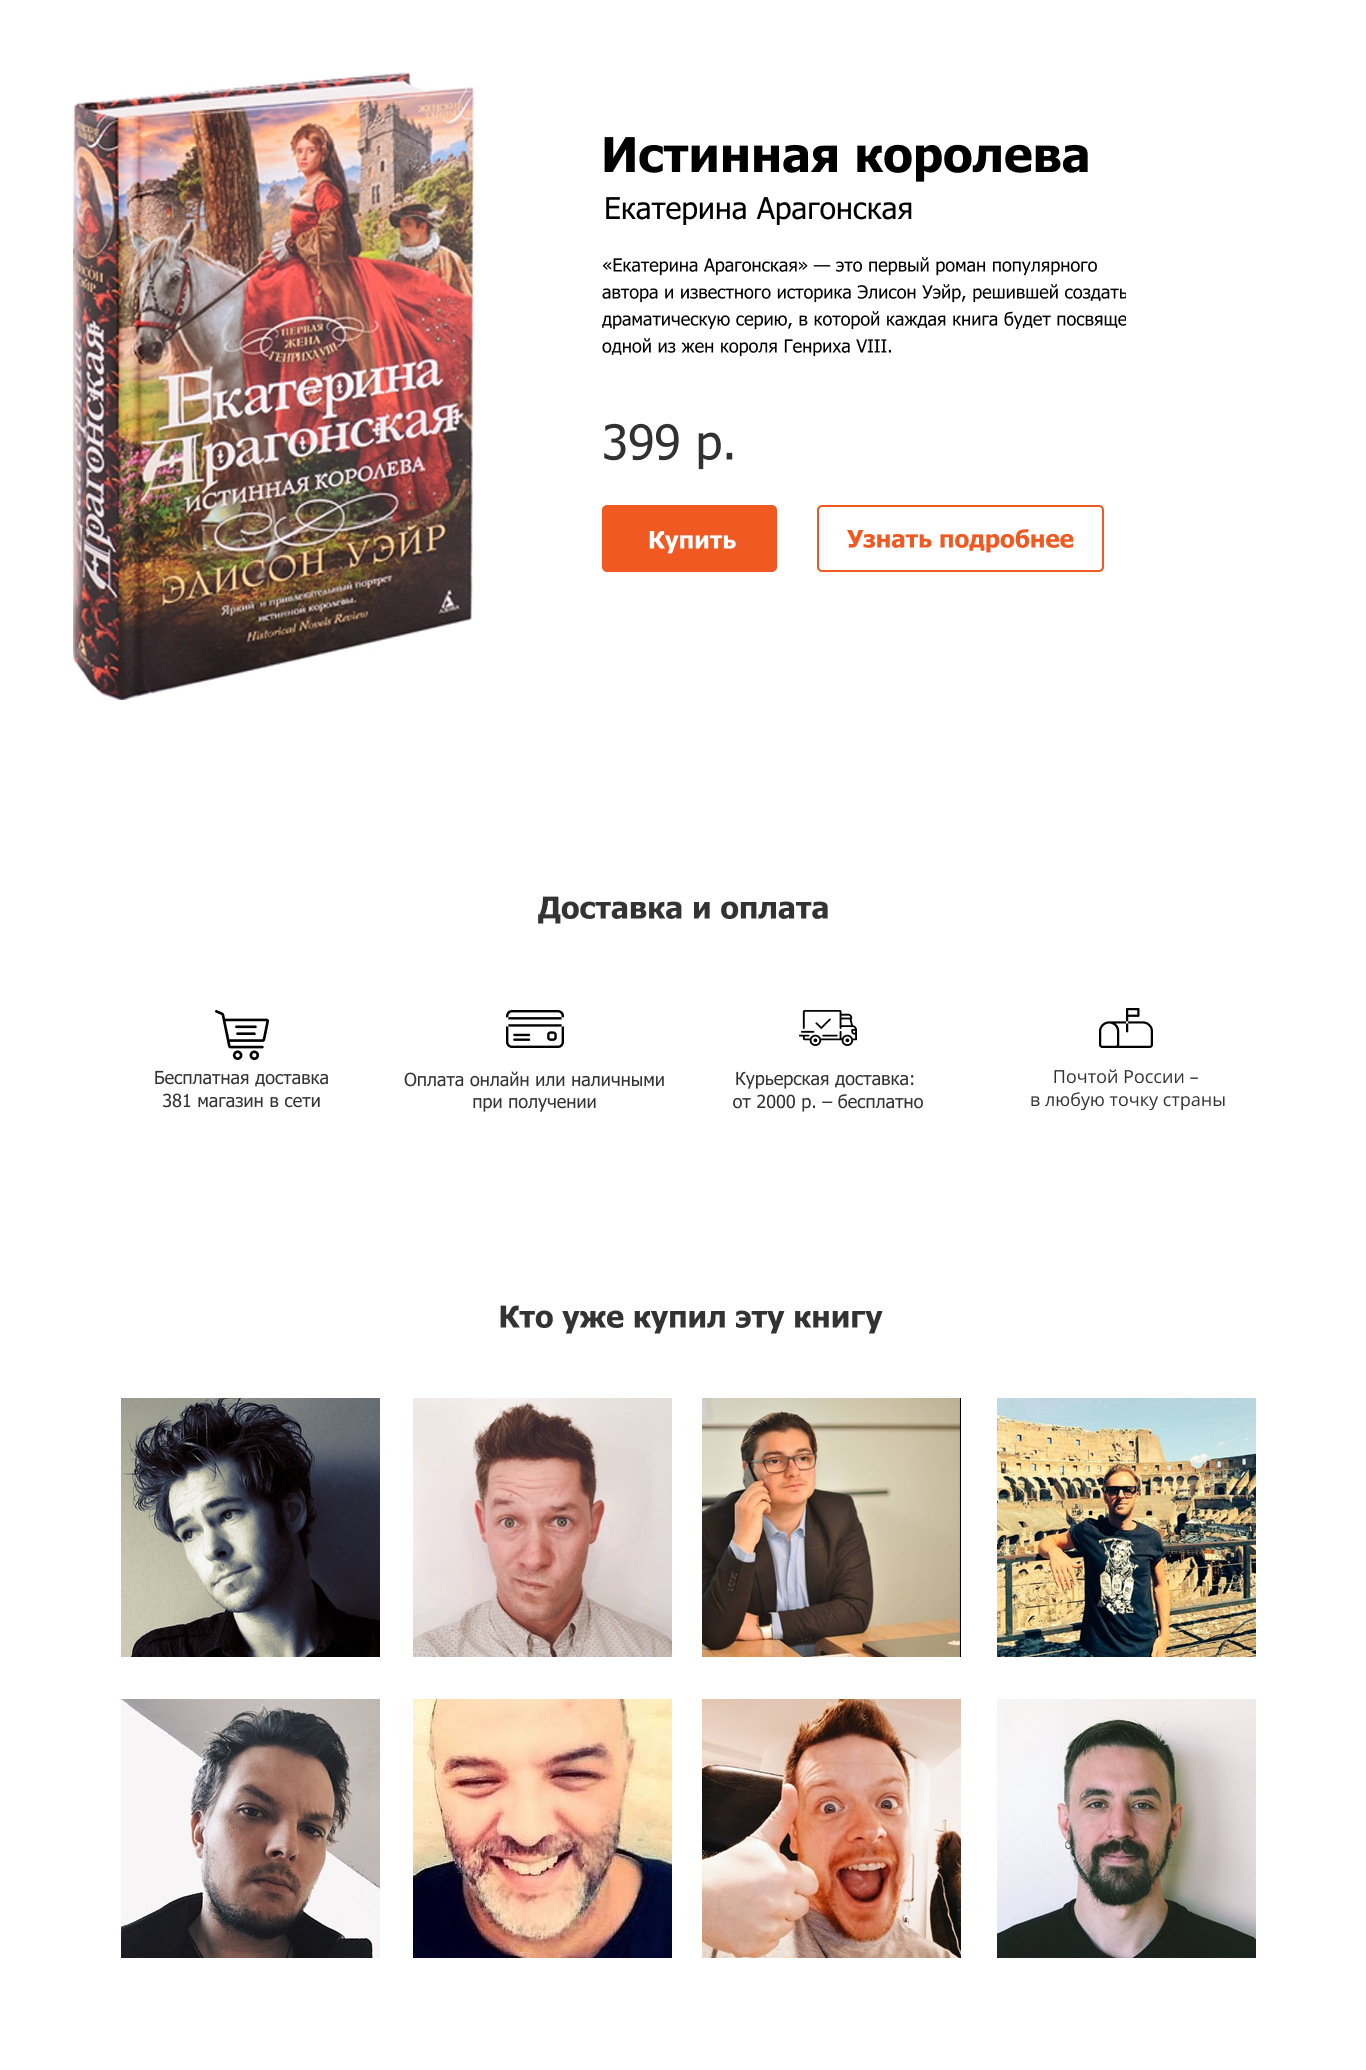 ЖЕНСКИЕ
ПЕРВАЯ
ЖЕНА
ГЕНРИХА VIII
Екатерина
Арагонская
ИСТИННАЯ КОРОЛЕВА
ЭЛИСОН УЭЙР
Яркий и привлекательный портрет
истинной королевы.
Historical Novels Review
Арагонская
Истинная королева
Екатерина Арагонская
«Екатерина Арагонская» — это первый роман популярного
автора и известного историка Элисон Уэйр, решившей создать
драматическую серию, в которой каждая книга будет посвяще
одной из жен короля Генриха VIII.
399 р.
Купить
Узнать подробнее
Доставка и оплата
Бесплатная доставка
381 магазин в сети
Оплата онлайн или наличными
при получении
Курьерская доставка:
от 2000 р. – бесплатно
Почтой России –
в любую точку страны
Кто уже купил эту книгу